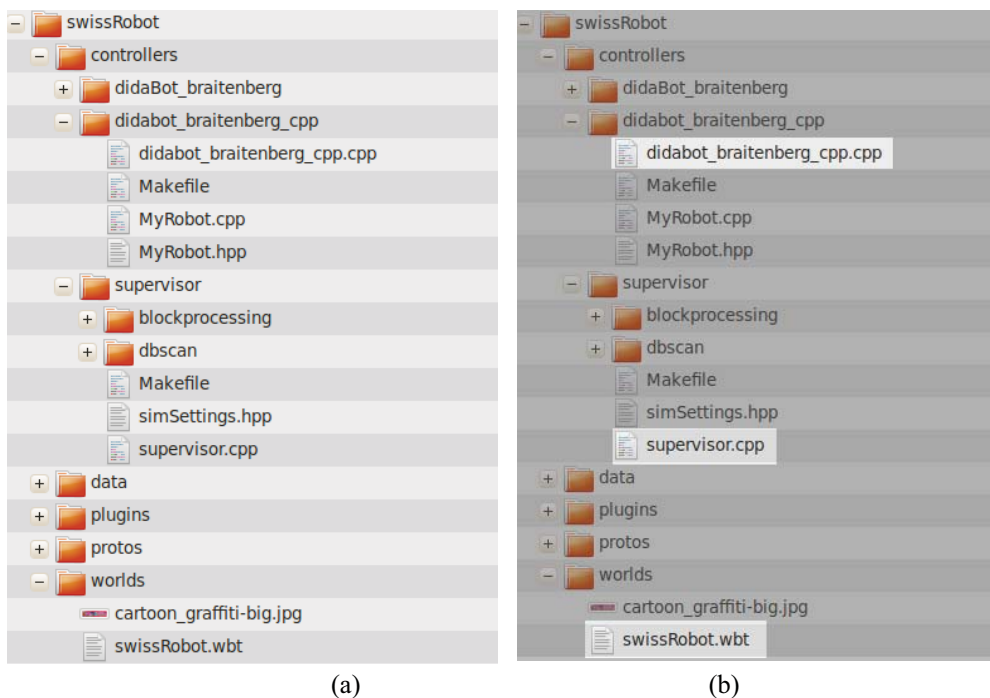 swissRobot
controllers
didaBot_braitenberg
didabot_braitenberg_cpp
didabot_braitenberg_cpp.cpp
Makefile
MyRobot.cpp
MyRobot.hpp
supervisor
blockprocessing
dbscan
Makefile
simSettings.hpp
supervisor.cpp
data
plugins
protos
worlds
cartoon_graffiti-big.jpg
swissRobot.wbt
(a)
swissRobot
controllers
didaBot_braitenberg
didabot_braitenberg_cpp
didabot_braitenberg_cpp.cpp
Makefile
MyRobot.cpp
MyRobot.hpp
supervisor
blockprocessing
dbscan
Makefile
simSettings.hpp
supervisor.cpp
data
plugins
protos
worlds
cartoon_graffiti-big.jpg
swissRobot.wbt
(b)